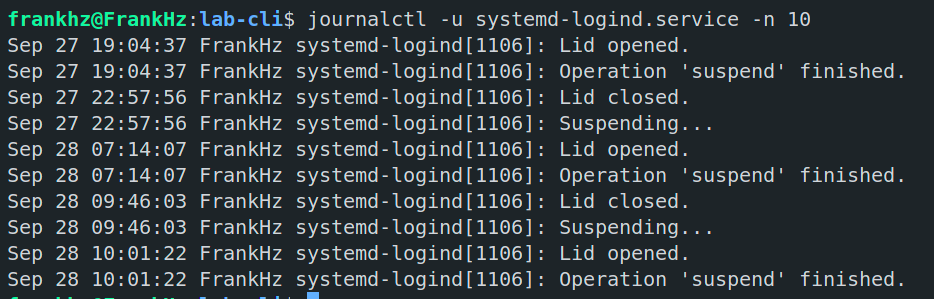 frankhz@FrankHz:lab-cli$ journalctl -u systemd-logind.service -n 10
Sep 27 19:04:37 FrankHz systemd-logind[1106]: Lid opened.
Sep 27 19:04:37 FrankHz systemd-logind[1106]: Operation 'suspend' finished.
Sep 27 22:57:56 FrankHz systemd-logind[1106]: Lid closed.
Sep 27 22:57:56 FrankHz systemd-logind[1106]: Suspending...
Sep 28 07:14:07 FrankHz systemd-logind[1106]: Lid opened.
Sep 28 07:14:07 FrankHz systemd-logind[1106]: Operation 'suspend' finished.
Sep 28 09:46:03 FrankHz systemd-logind[1106]: Lid closed.
Sep 28 09:46:03 FrankHz systemd-logind[1106]: Suspending...
Sep 28 10:01:22 FrankHz systemd-logind[1106]: Lid opened.
Sep 28 10:01:22 FrankHz systemd-logind[1106]: Operation 'suspend' finished.